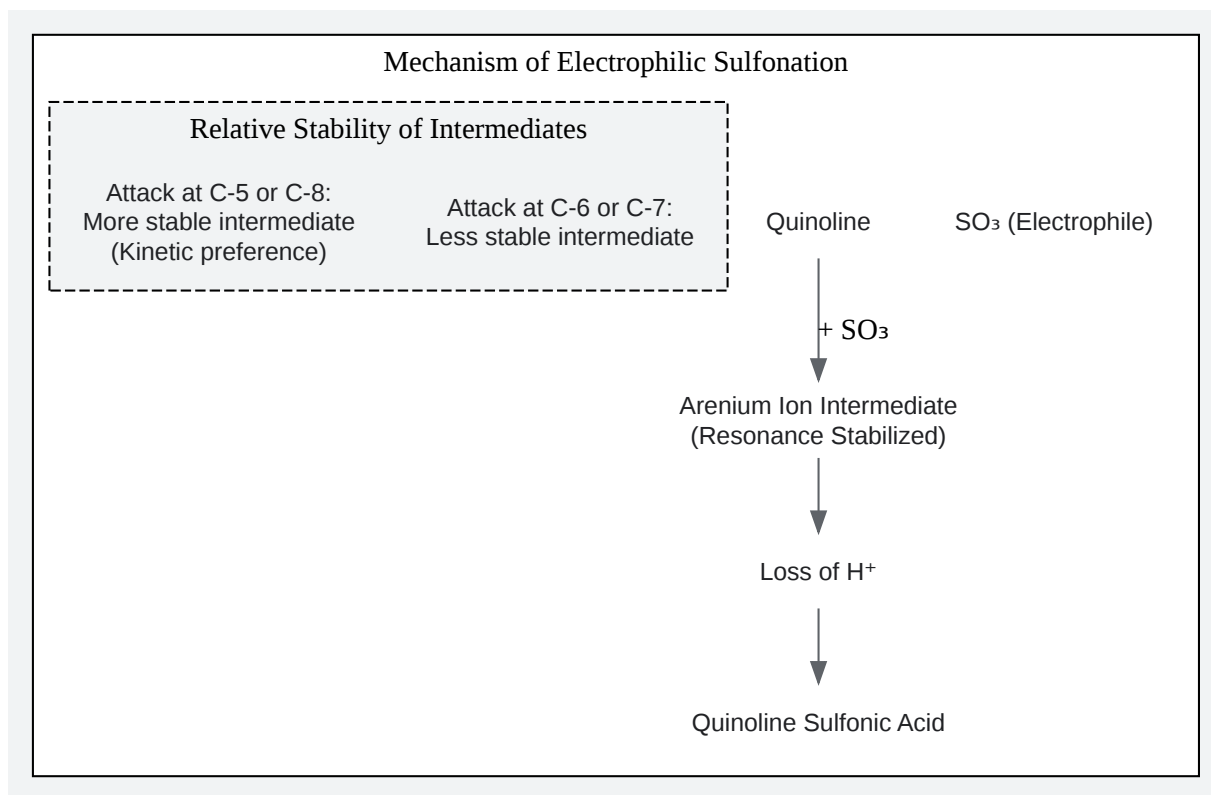 Mechanism of Electrophilic Sulfonation
Relative Stability of Intermediates
Attack at C-5 or C-8:
More stable intermediate
(Kinetic preference)
Attack at C-6 or C-7:
Less stable intermediate
Quinoline
SO₃ (Electrophile)
+ SO₃
Arenium Ion Intermediate
(Resonance Stabilized)
Loss of H⁺
Quinoline Sulfonic Acid